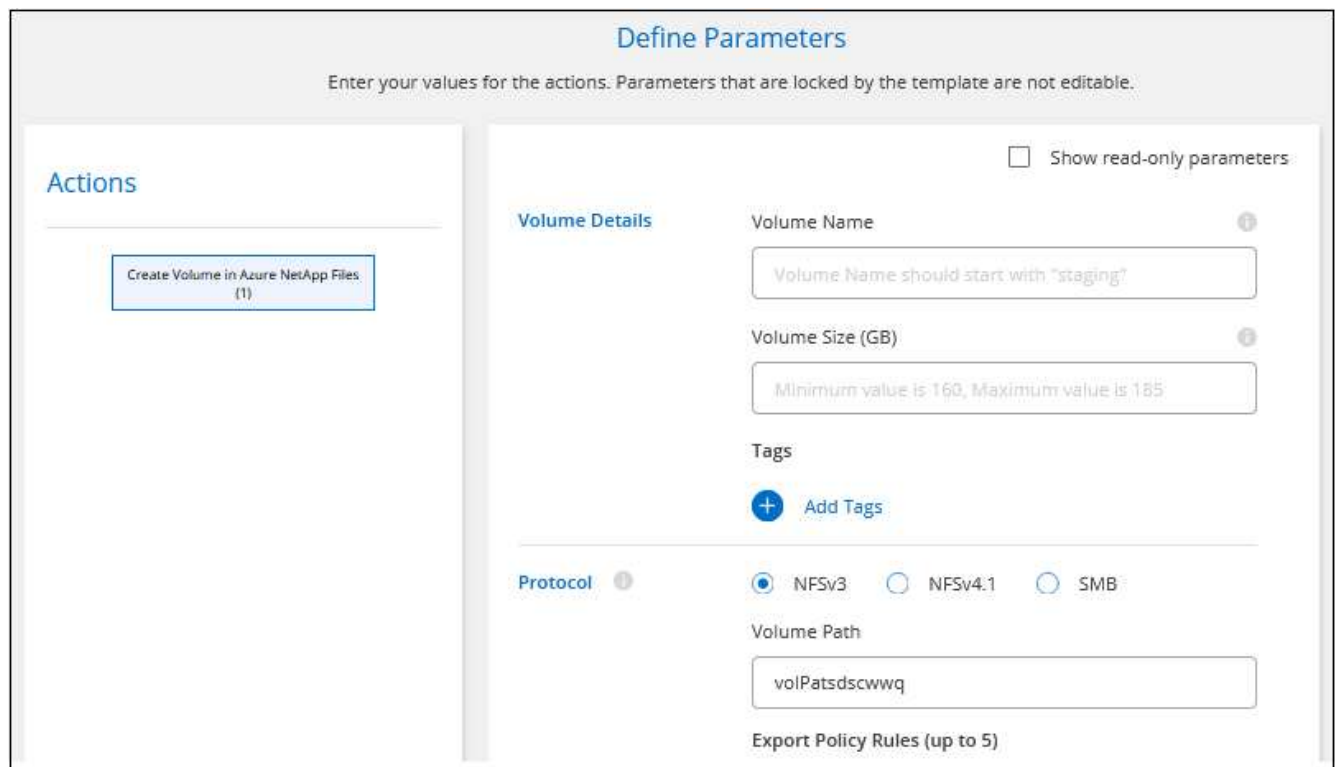 Define Parameters
Enter your values for the actions. Parameters that are locked by the template are not editable.
Actions
Create Volume in Azure NetApp Files
(1)
Show read-only parameters
Volume Details
Volume Name
Volume Name should start with "staging"
Volume Size (GB)
Minimum value is 160, Maximum value is 185
Tags
+ Add Tags
Protocol
NFSv3 NFSv4.1 SMB
Volume Path
volPatsdscwwq
Export Policy Rules (up to 5)